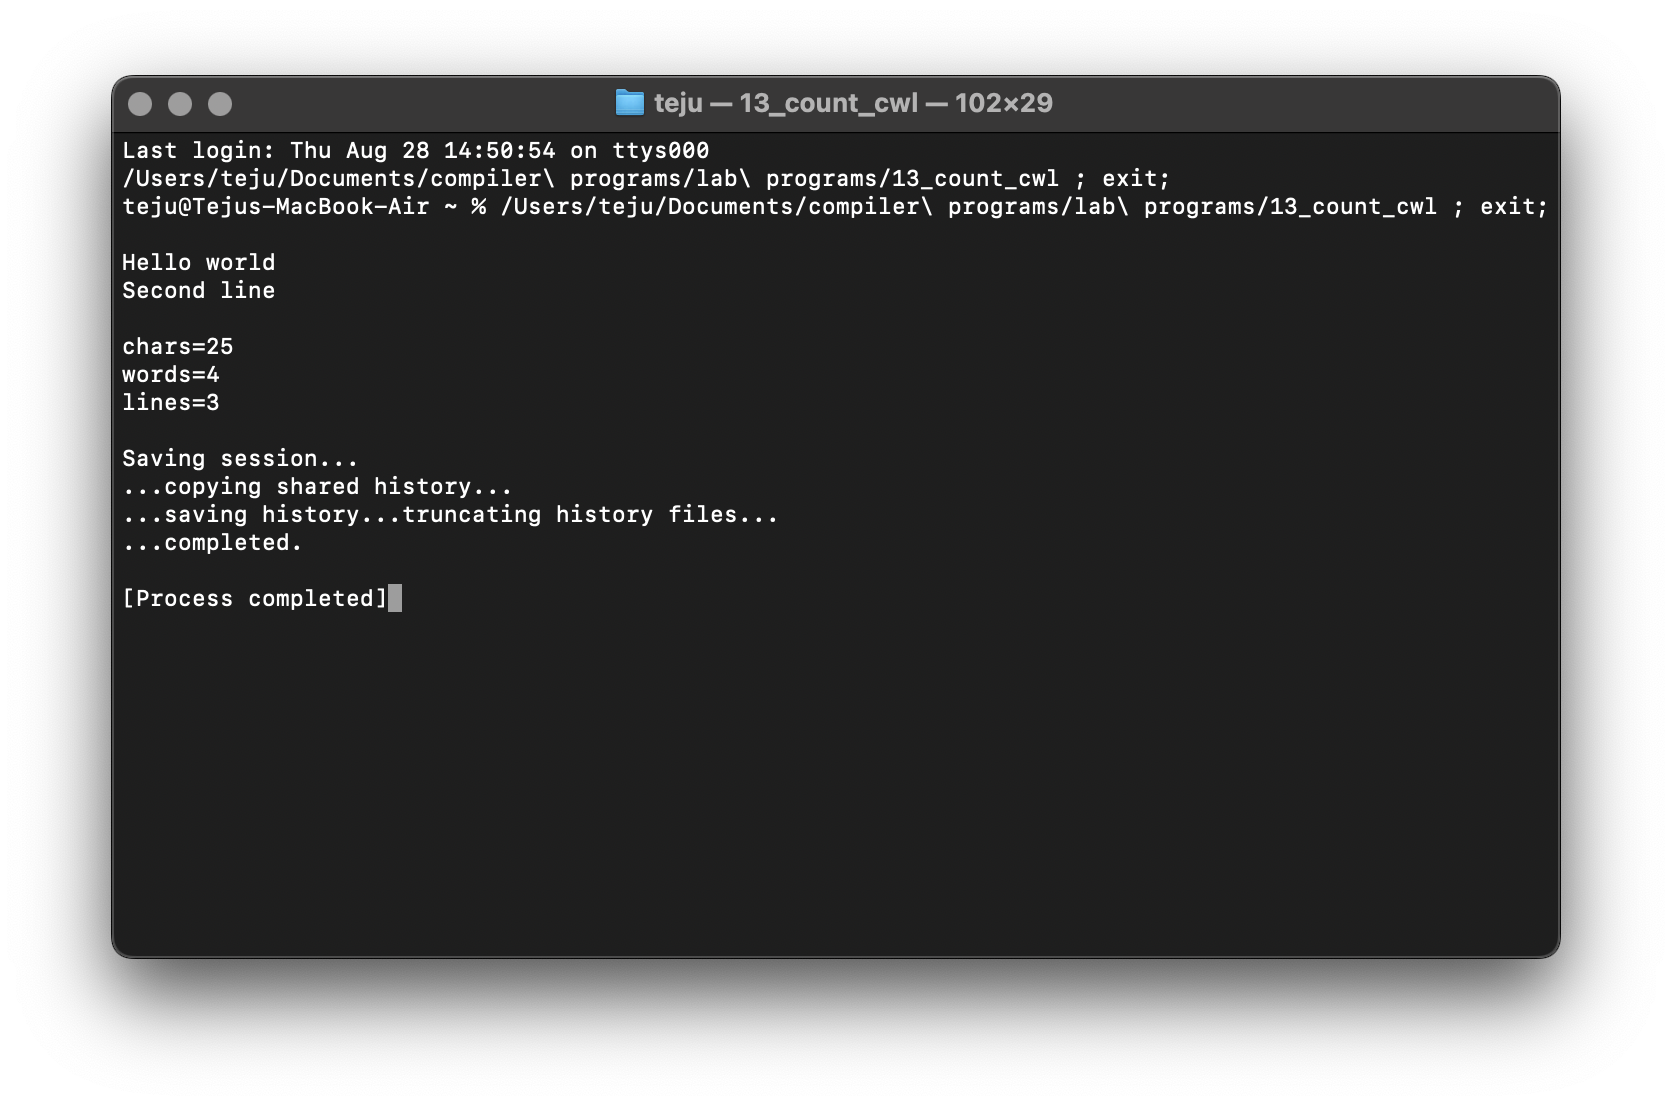 teju — 13_count_cwl — 102×29
Last login: Thu Aug 28 14:50:54 on ttys000
/Users/teju/Documents/compiler\ programs/lab\ programs/13_count_cwl ; exit;
teju@Tejus-MacBook-Air ~ % /Users/teju/Documents/compiler\ programs/lab\ programs/13_count_cwl ; exit;
Hello world
Second line
chars=25
words=4
lines=3
Saving session...
...copying shared history...
...saving history...truncating history files...
...completed.
[Process completed]